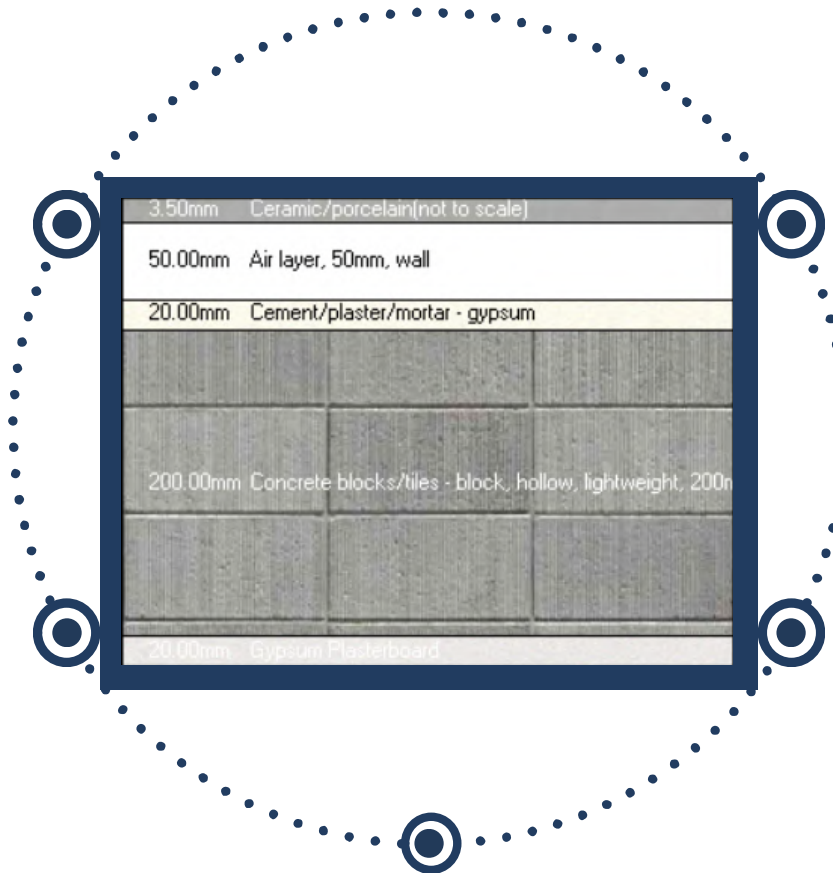 3.50mm Ceramic/porcelain(not to scale)
50.00mm Air layer, 50mm, wall
20.00mm Cement/plaster/mortar - gypsum
200.00mm Concrete blocks/tiles - block, hollow, lightweight, 200m
20.00mm Gypsum Plasterboard